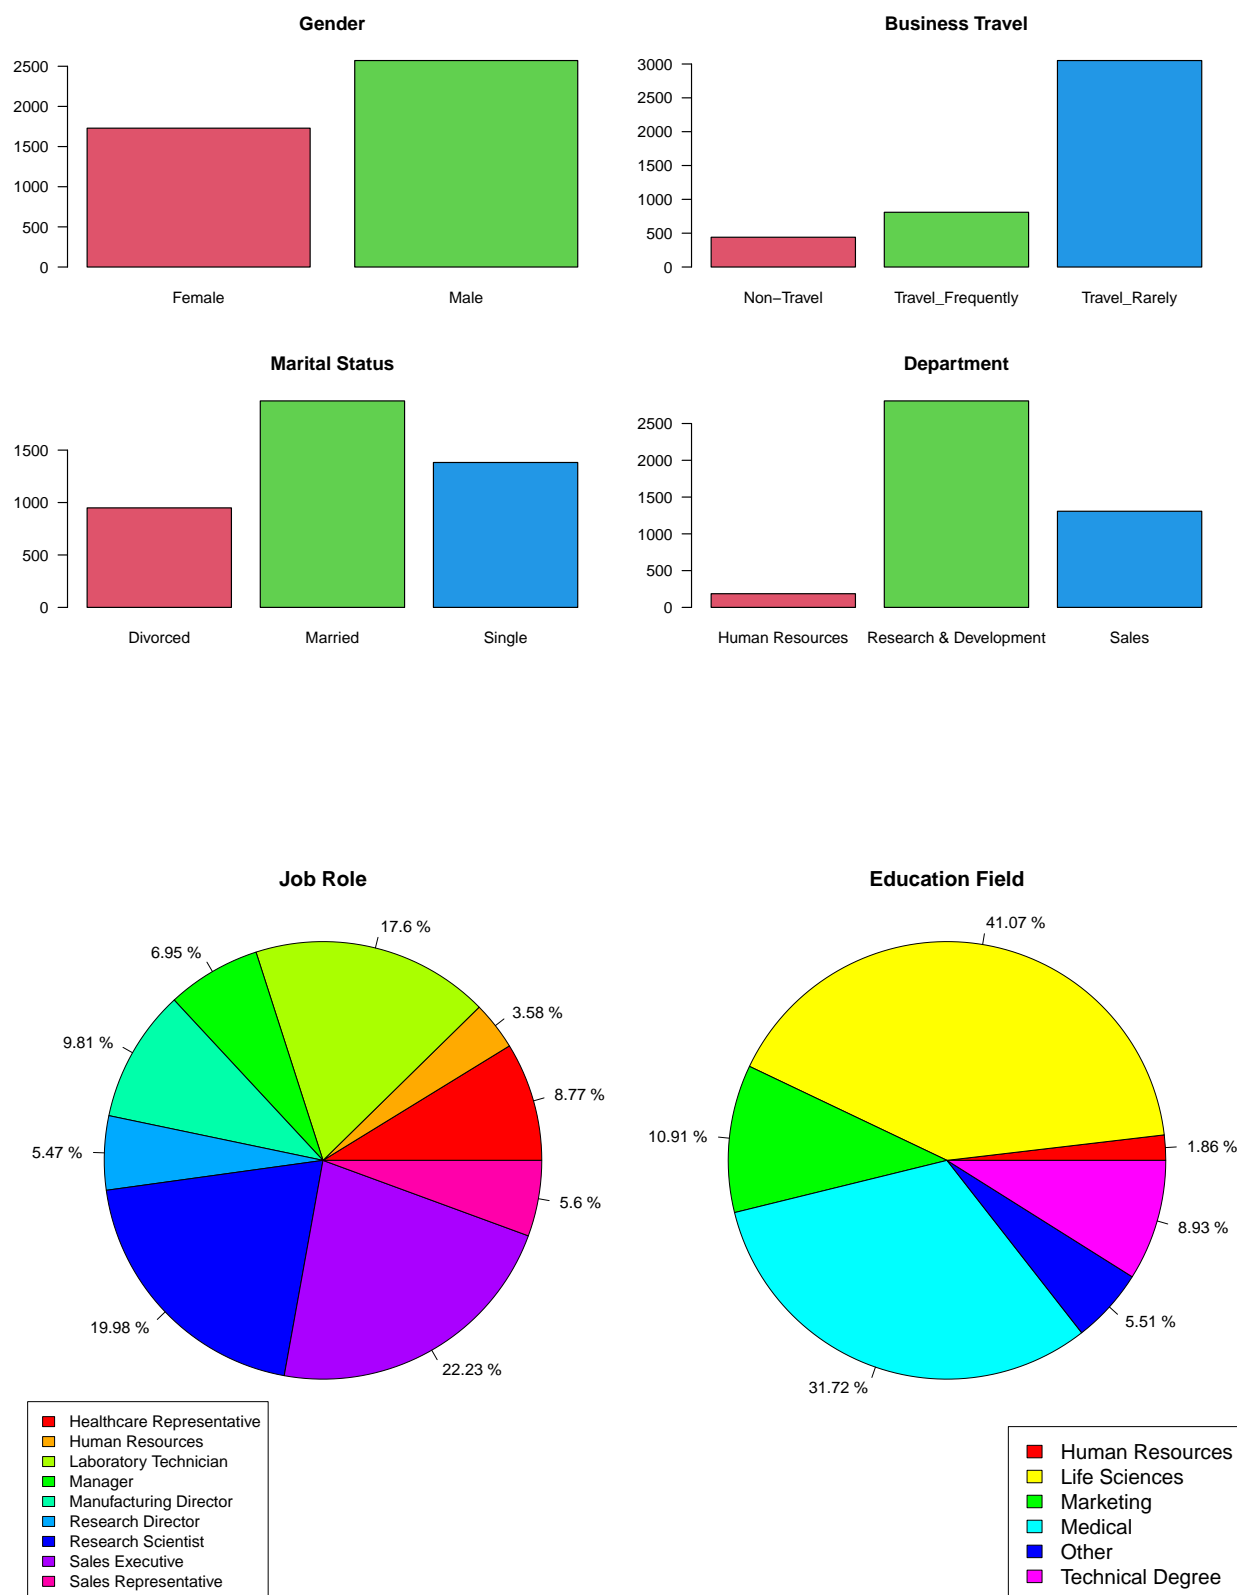 Gender
2500
2000
1500
1000
500
0
Female
Male
Business Travel
3000
2500
2000
1500
1000
500
0
Non−Travel
Travel_Frequently
Travel_Rarely
Marital Status
1500
1000
500
0
Divorced
Married
Single
Department
2500
2000
1500
1000
500
0
Human Resources
Research & Development
Sales
Job Role
17.6 %
6.95 %
3.58 %
9.81 %
8.77 %
5.47 %
5.6 %
19.98 %
22.23 %
Healthcare Representative
Human Resources
Laboratory Technician
Manager
Manufacturing Director
Research Director
Research Scientist
Sales Executive
Sales Representative
Education Field
41.07 %
10.91 %
1.86 %
8.93 %
5.51 %
31.72 %
Human Resources
Life Sciences
Marketing
Medical
Other
Technical Degree